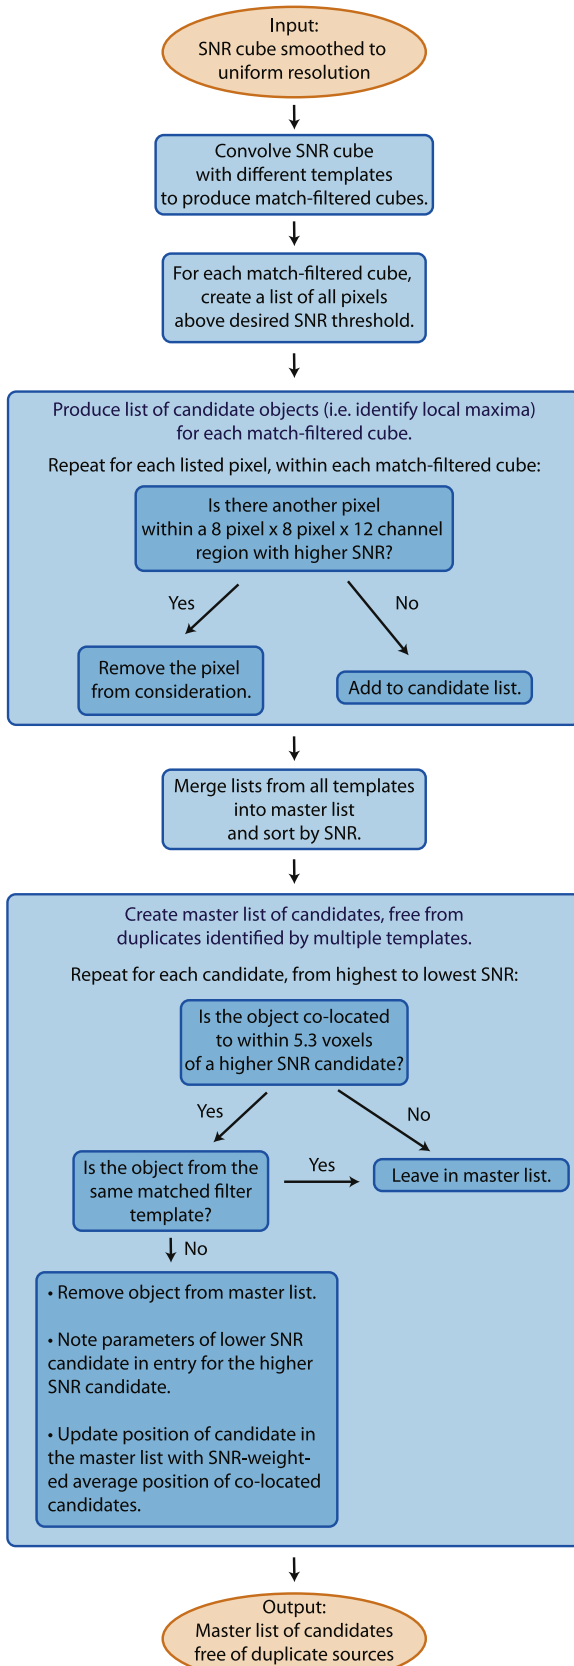 Input:
SNR cube smoothed to
uniform resolution
Convolve SNR cube
with different templates
to produce match-filtered cubes.
For each match-filtered cube,
create a list of all pixels
above desired SNR threshold.
Produce list of candidate objects (i.e. identify local maxima)
for each match-filtered cube.
Repeat for each listed pixel, within each match-filtered cube:
Is there another pixel
within a 8 pixel x 8 pixel x 12 channel
region with higher SNR?
Yes
No
Remove the pixel
from consideration.
Add to candidate list.
Merge lists from all templates
into master list
and sort by SNR.
Create master list of candidates, free from
duplicates identified by multiple templates.
Repeat for each candidate, from highest to lowest SNR:
Is the object co-located
to within 5.3 voxels
of a higher SNR candidate?
Yes
No
Is the object from the
same matched filter
template?
Yes
Leave in master list.
No
• Remove object from master list.
• Note parameters of lower SNR
candidate in entry for the higher
SNR candidate.
• Update position of candidate in
the master list with SNR-weight-
ed average position of co-located
candidates.
Output:
Master list of candidates
free of duplicate sources